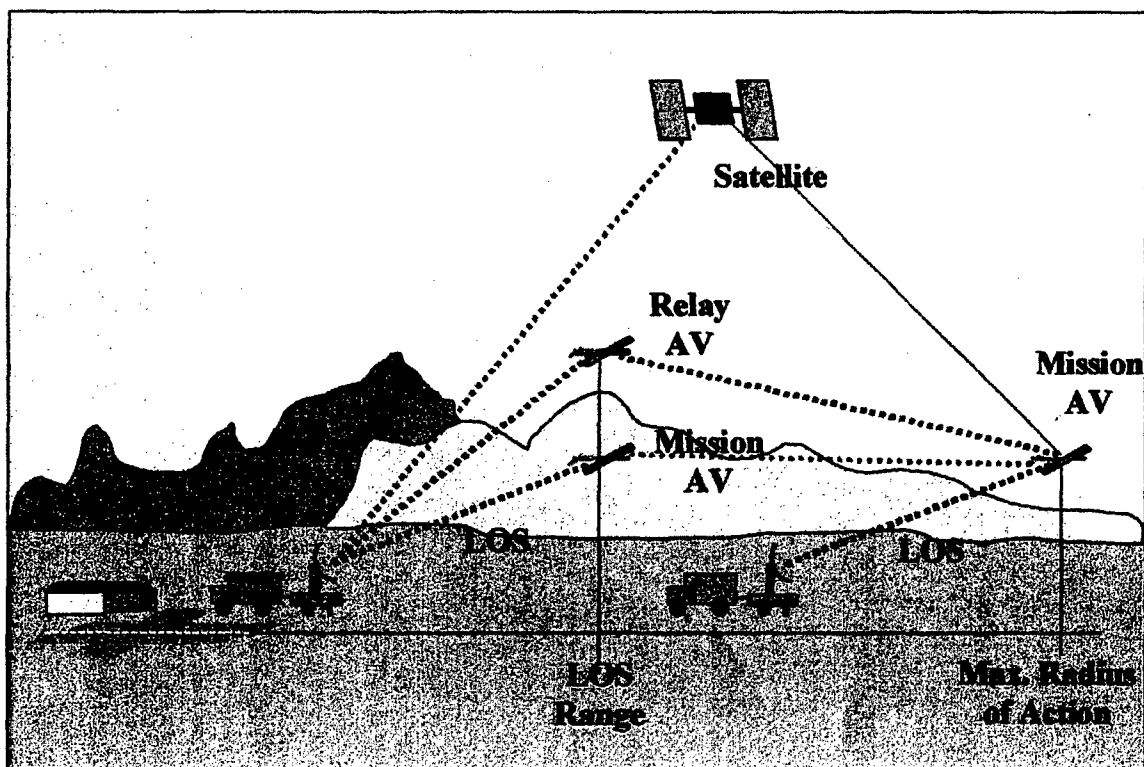 Satellite
Relay
AV
Mission
AV
Mission
AV
LOS
LOS
LOS
Range
Max. Radius
of Action